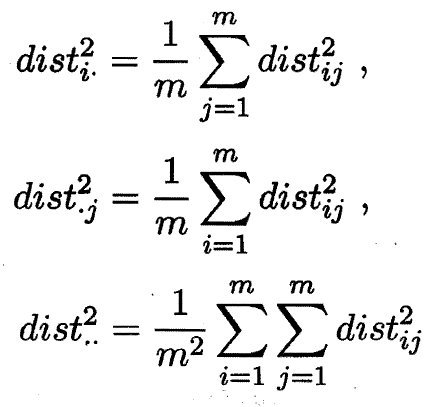 $dist_{i\cdot}^{2} = \frac{1}{m} \sum_{j=1}^{m} dist_{ij}^{2}$ ,
$dist_{\cdot j}^{2} = \frac{1}{m} \sum_{i=1}^{m} dist_{ij}^{2}$ ,
$dist_{\cdot\cdot}^{2} = \frac{1}{m^{2}} \sum_{i=1}^{m} \sum_{j=1}^{m} dist_{ij}^{2}$